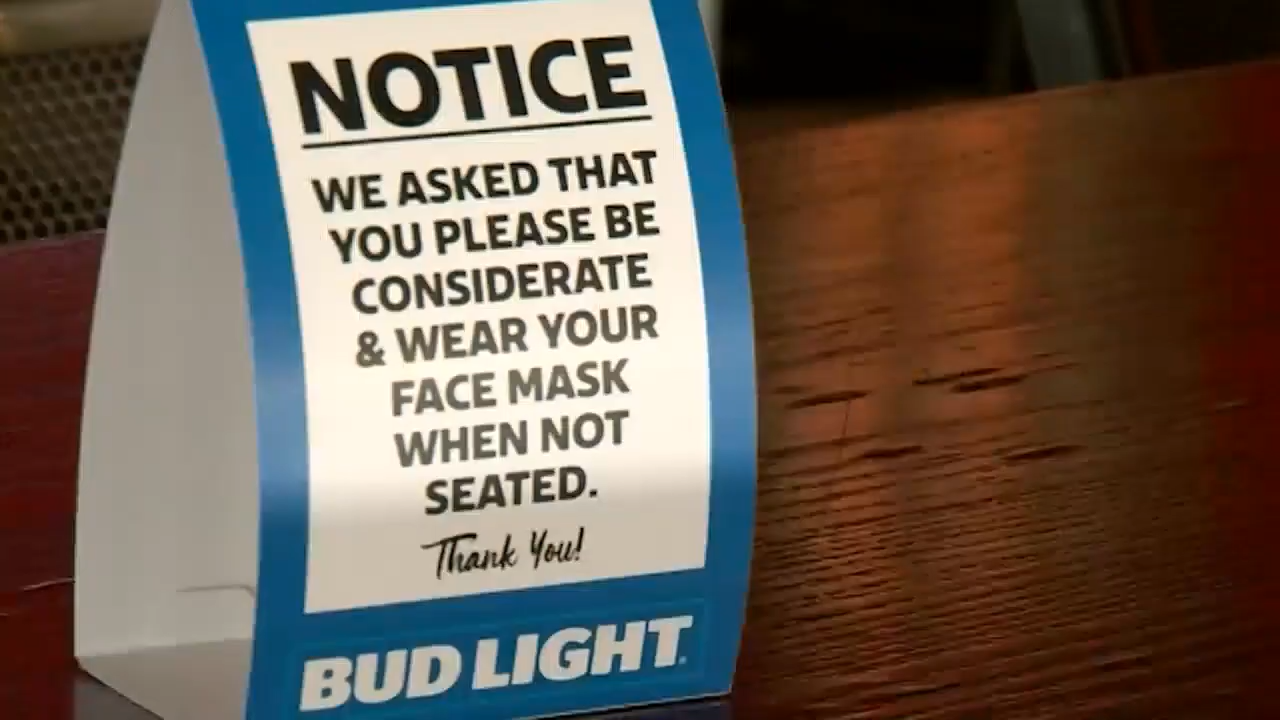 NOTICE
WE ASKED THAT
YOU PLEASE BE
CONSIDERATE
& WEAR YOUR
FACE MASK
WHEN NOT
SEATED.
Thank You!
BUD LIGHT